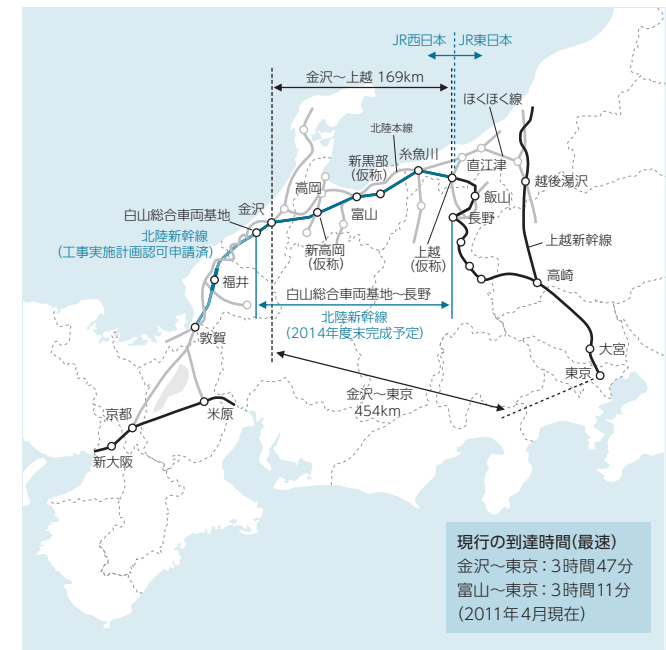 JR西日本 JR東日本
金沢～上越 169km
ほくほく線
北陸本線
糸魚川
直江津
新黒部
(仮称)
越後湯沢
高岡
飯山
金沢
富山
長野
白山総合車両基地
北陸新幹線
(工事実施計画認可申請済)
新高岡
(仮称)
上越
(仮称)
上越新幹線
福井
高崎
白山総合車両基地～長野
北陸新幹線
(2014年度末完成予定)
敦賀
大宮
東京
金沢～東京
454km
京都
米原
新大阪
現行の到達時間(最速)
金沢～東京：3時間47分
富山～東京：3時間11分
(2011年4月現在)